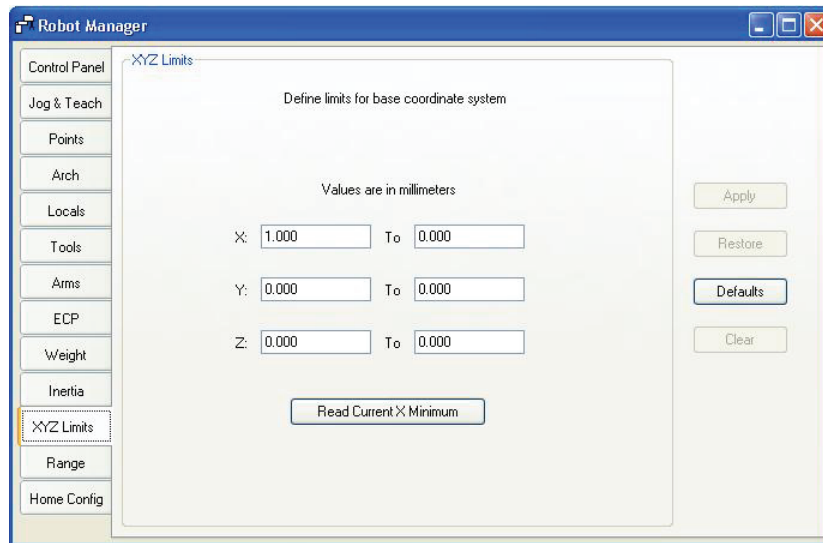 Robot Manager
Control Panel
Jog & Teach
Points
Arch
Locals
Tools
Arms
ECP
Weight
Inertia
XYZ Limits
Range
Home Config
XYZ Limits
Define limits for base coordinate system
Values are in millimeters
X: 1.000 To 0.000
Y: 0.000 To 0.000
Z: 0.000 To 0.000
Read Current X Minimum
Apply
Restore
Defaults
Clear